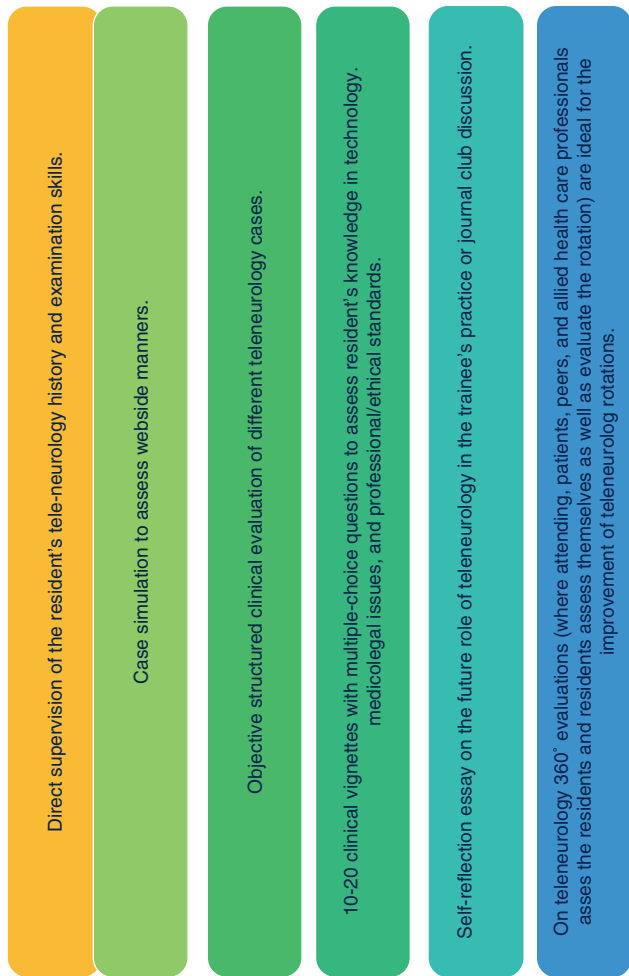 Direct supervision of the resident's tele-neurology history and examination skills.
Case simulation to assess webside manners.
Objective structured clinical evaluation of different teleneurology cases.
10-20 clinical vignettes with multiple-choice questions to assess resident's knowledge in technology.
medicolegal issues, and professional/ethical standards.
Self-reflection essay on the future role of teleneurology in the trainee's practice or journal club discussion.
On teleneurology 360° evaluations (where attending, patients, peers, and allied health care professionals
asses the residents and residents assess themselves as well as evaluate the rotation) are ideal for the
improvement of teleneurolog rotations.